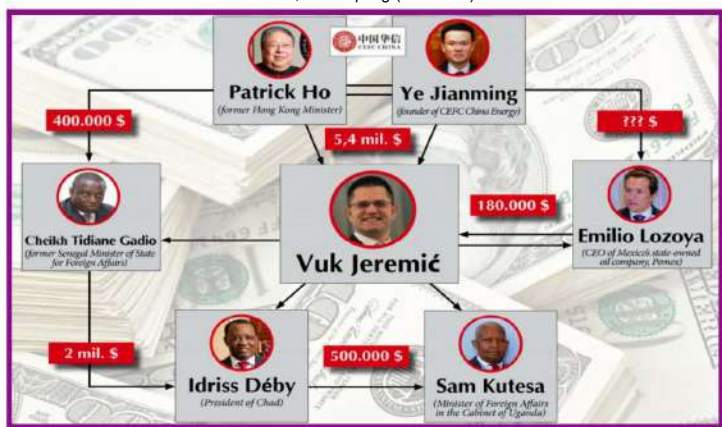 中国华信
CEFC CHINA
Patrick Ho
(former Hong Kong Minister)
Ye Jianming
(founder of CEFC China Energy)
400.000 $
5,4 mil. $
??? $
180.000 $
Cheikh Tidiane Gadio
(former Senegal Minister of State
for Foreign Affairs)
Vuk Jeremić
Emilio Lozoya
(CEO of Mexico's state-owned
oil company, Pemex)
2 mil. $
500.000 $
Idriss Déby
(President of Chad)
Sam Kutesa
(Minister of Foreign Affairs
in the Cabinet of Uganda)